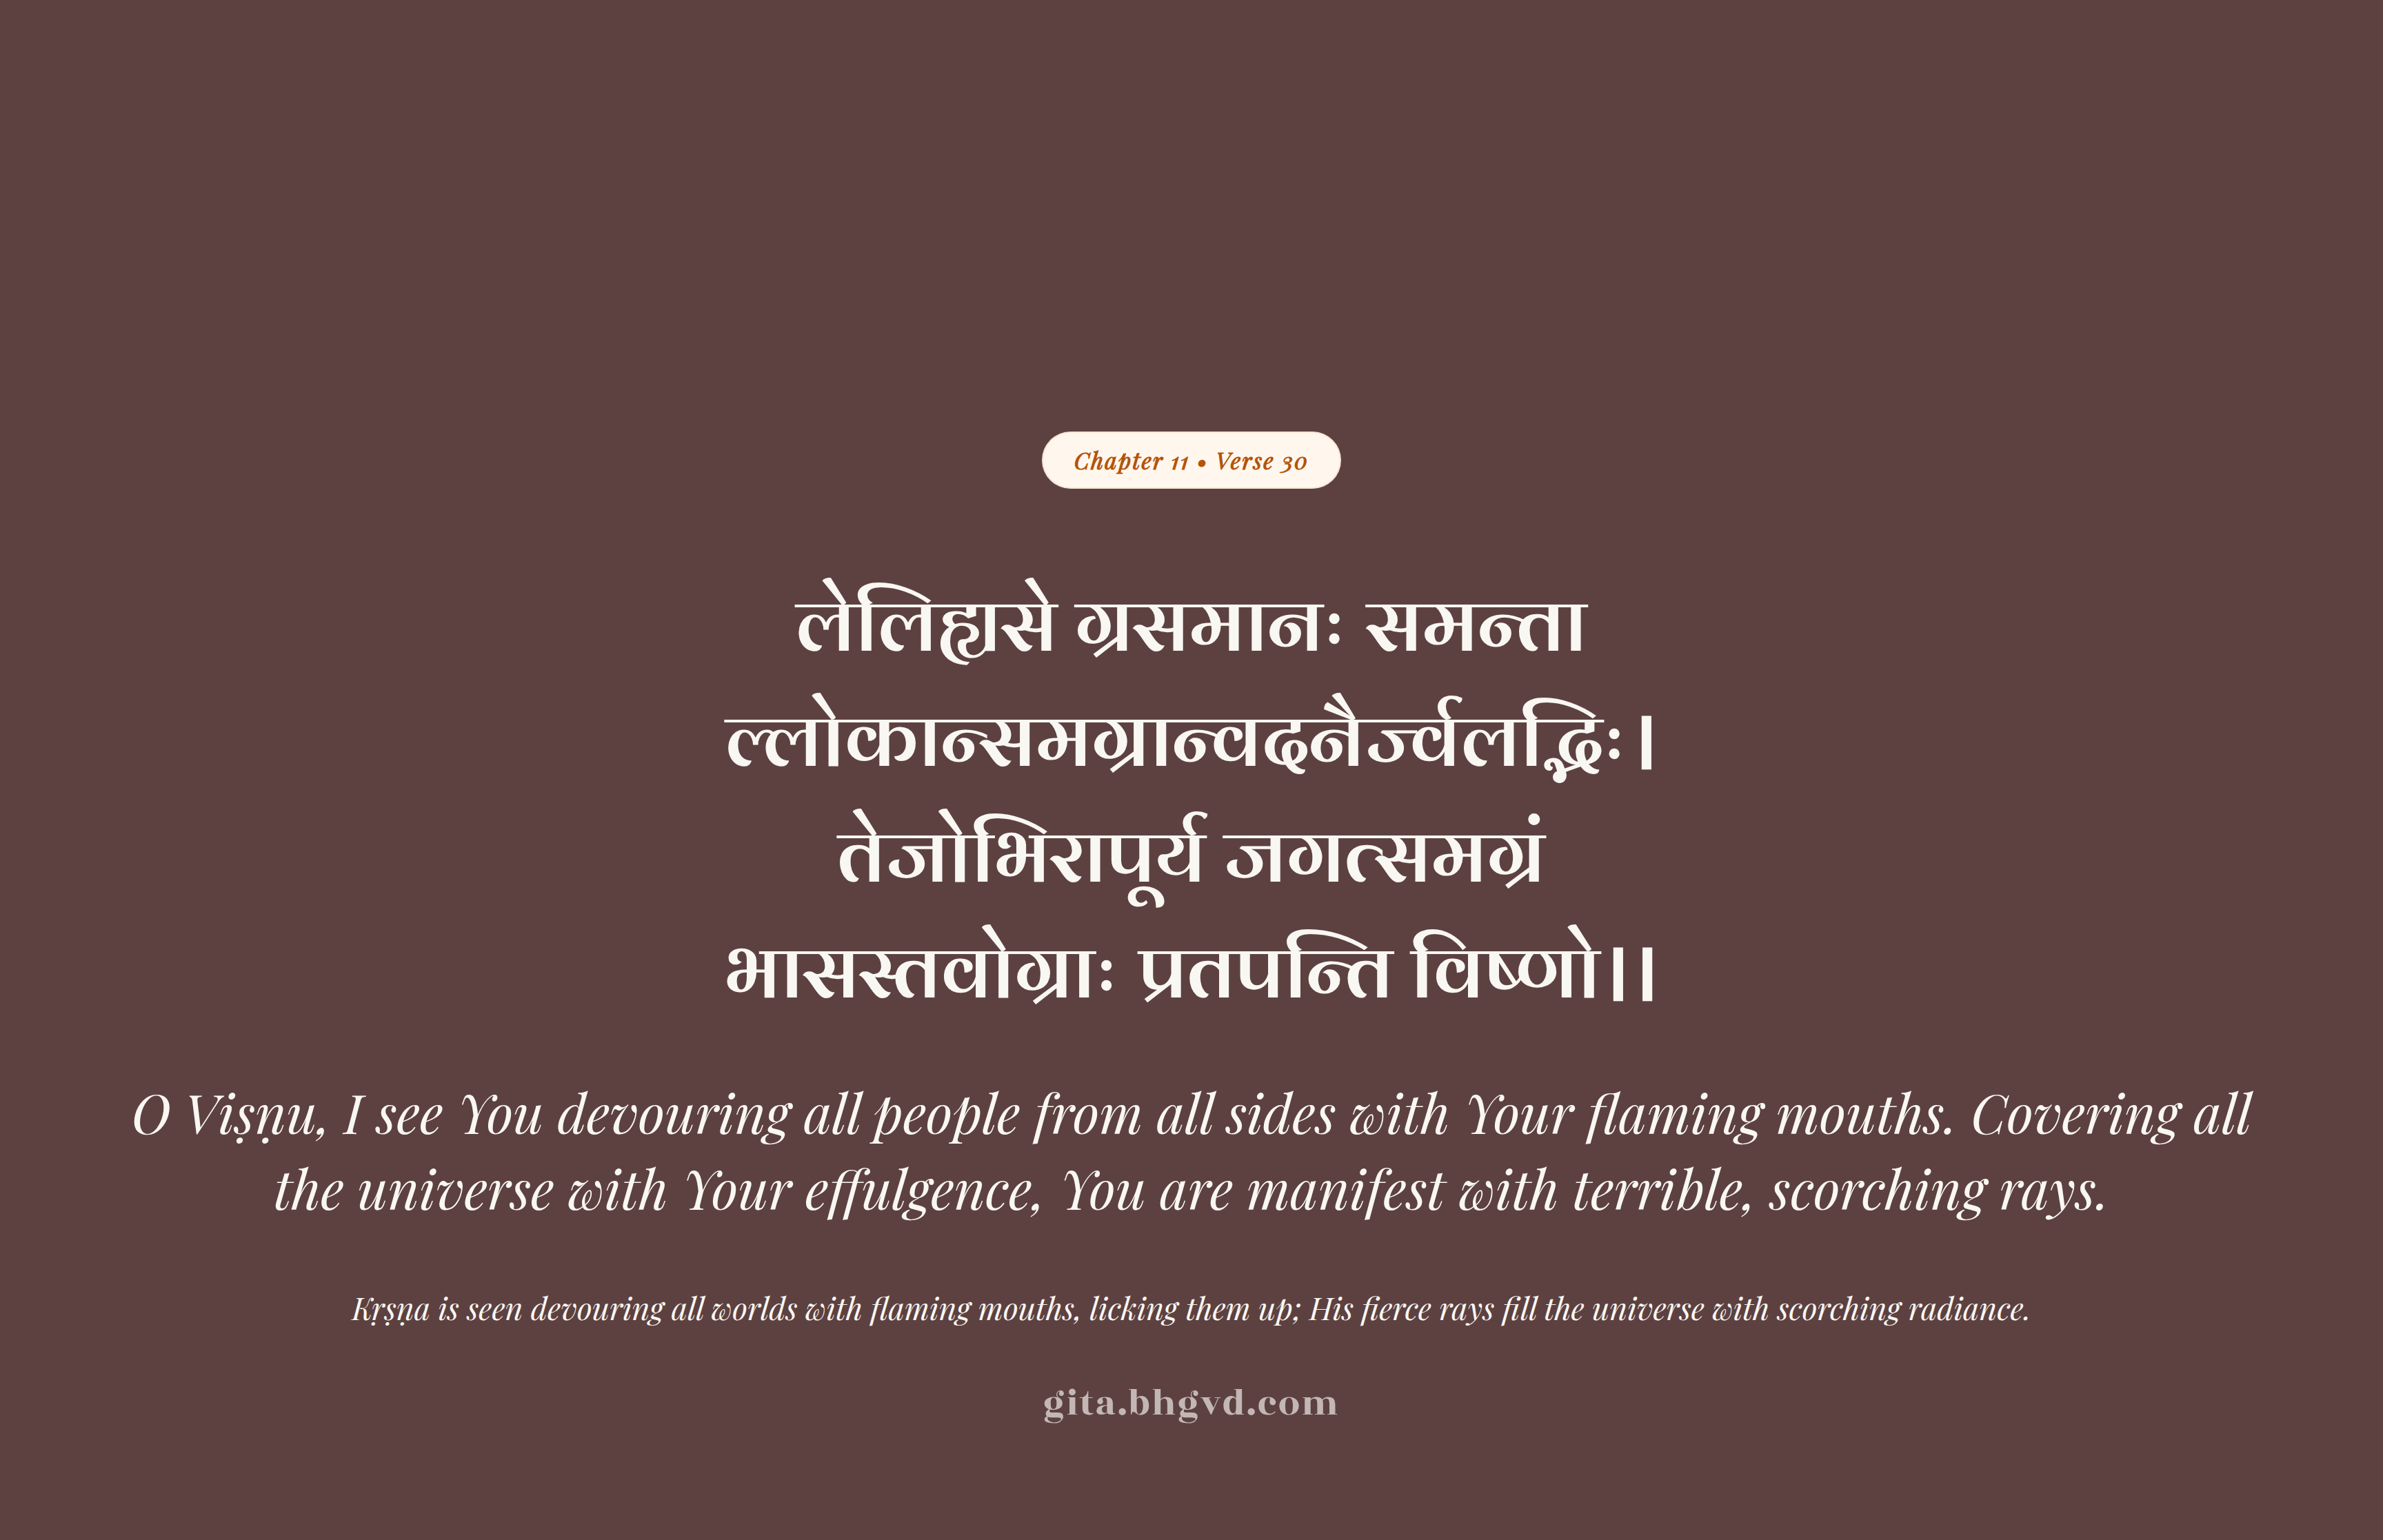 Chapter 11 • Verse 30
लेलिह्यसे ग्रसमानः समन्ता
ल्लोकान्समग्रान्वदनैर्ज्वलद्भिः।
तेजोभिरापूर्य जगत्समग्रं
भासस्तवोग्राः प्रतपन्ति विष्णो।।
O Viṣṇu, I see You devouring all people from all sides with Your flaming mouths. Covering all
the universe with Your effulgence, You are manifest with terrible, scorching rays.
Kṛṣṇa is seen devouring all worlds with flaming mouths, licking them up; His fierce rays fill the universe with scorching radiance.
gita.bhgvd.com